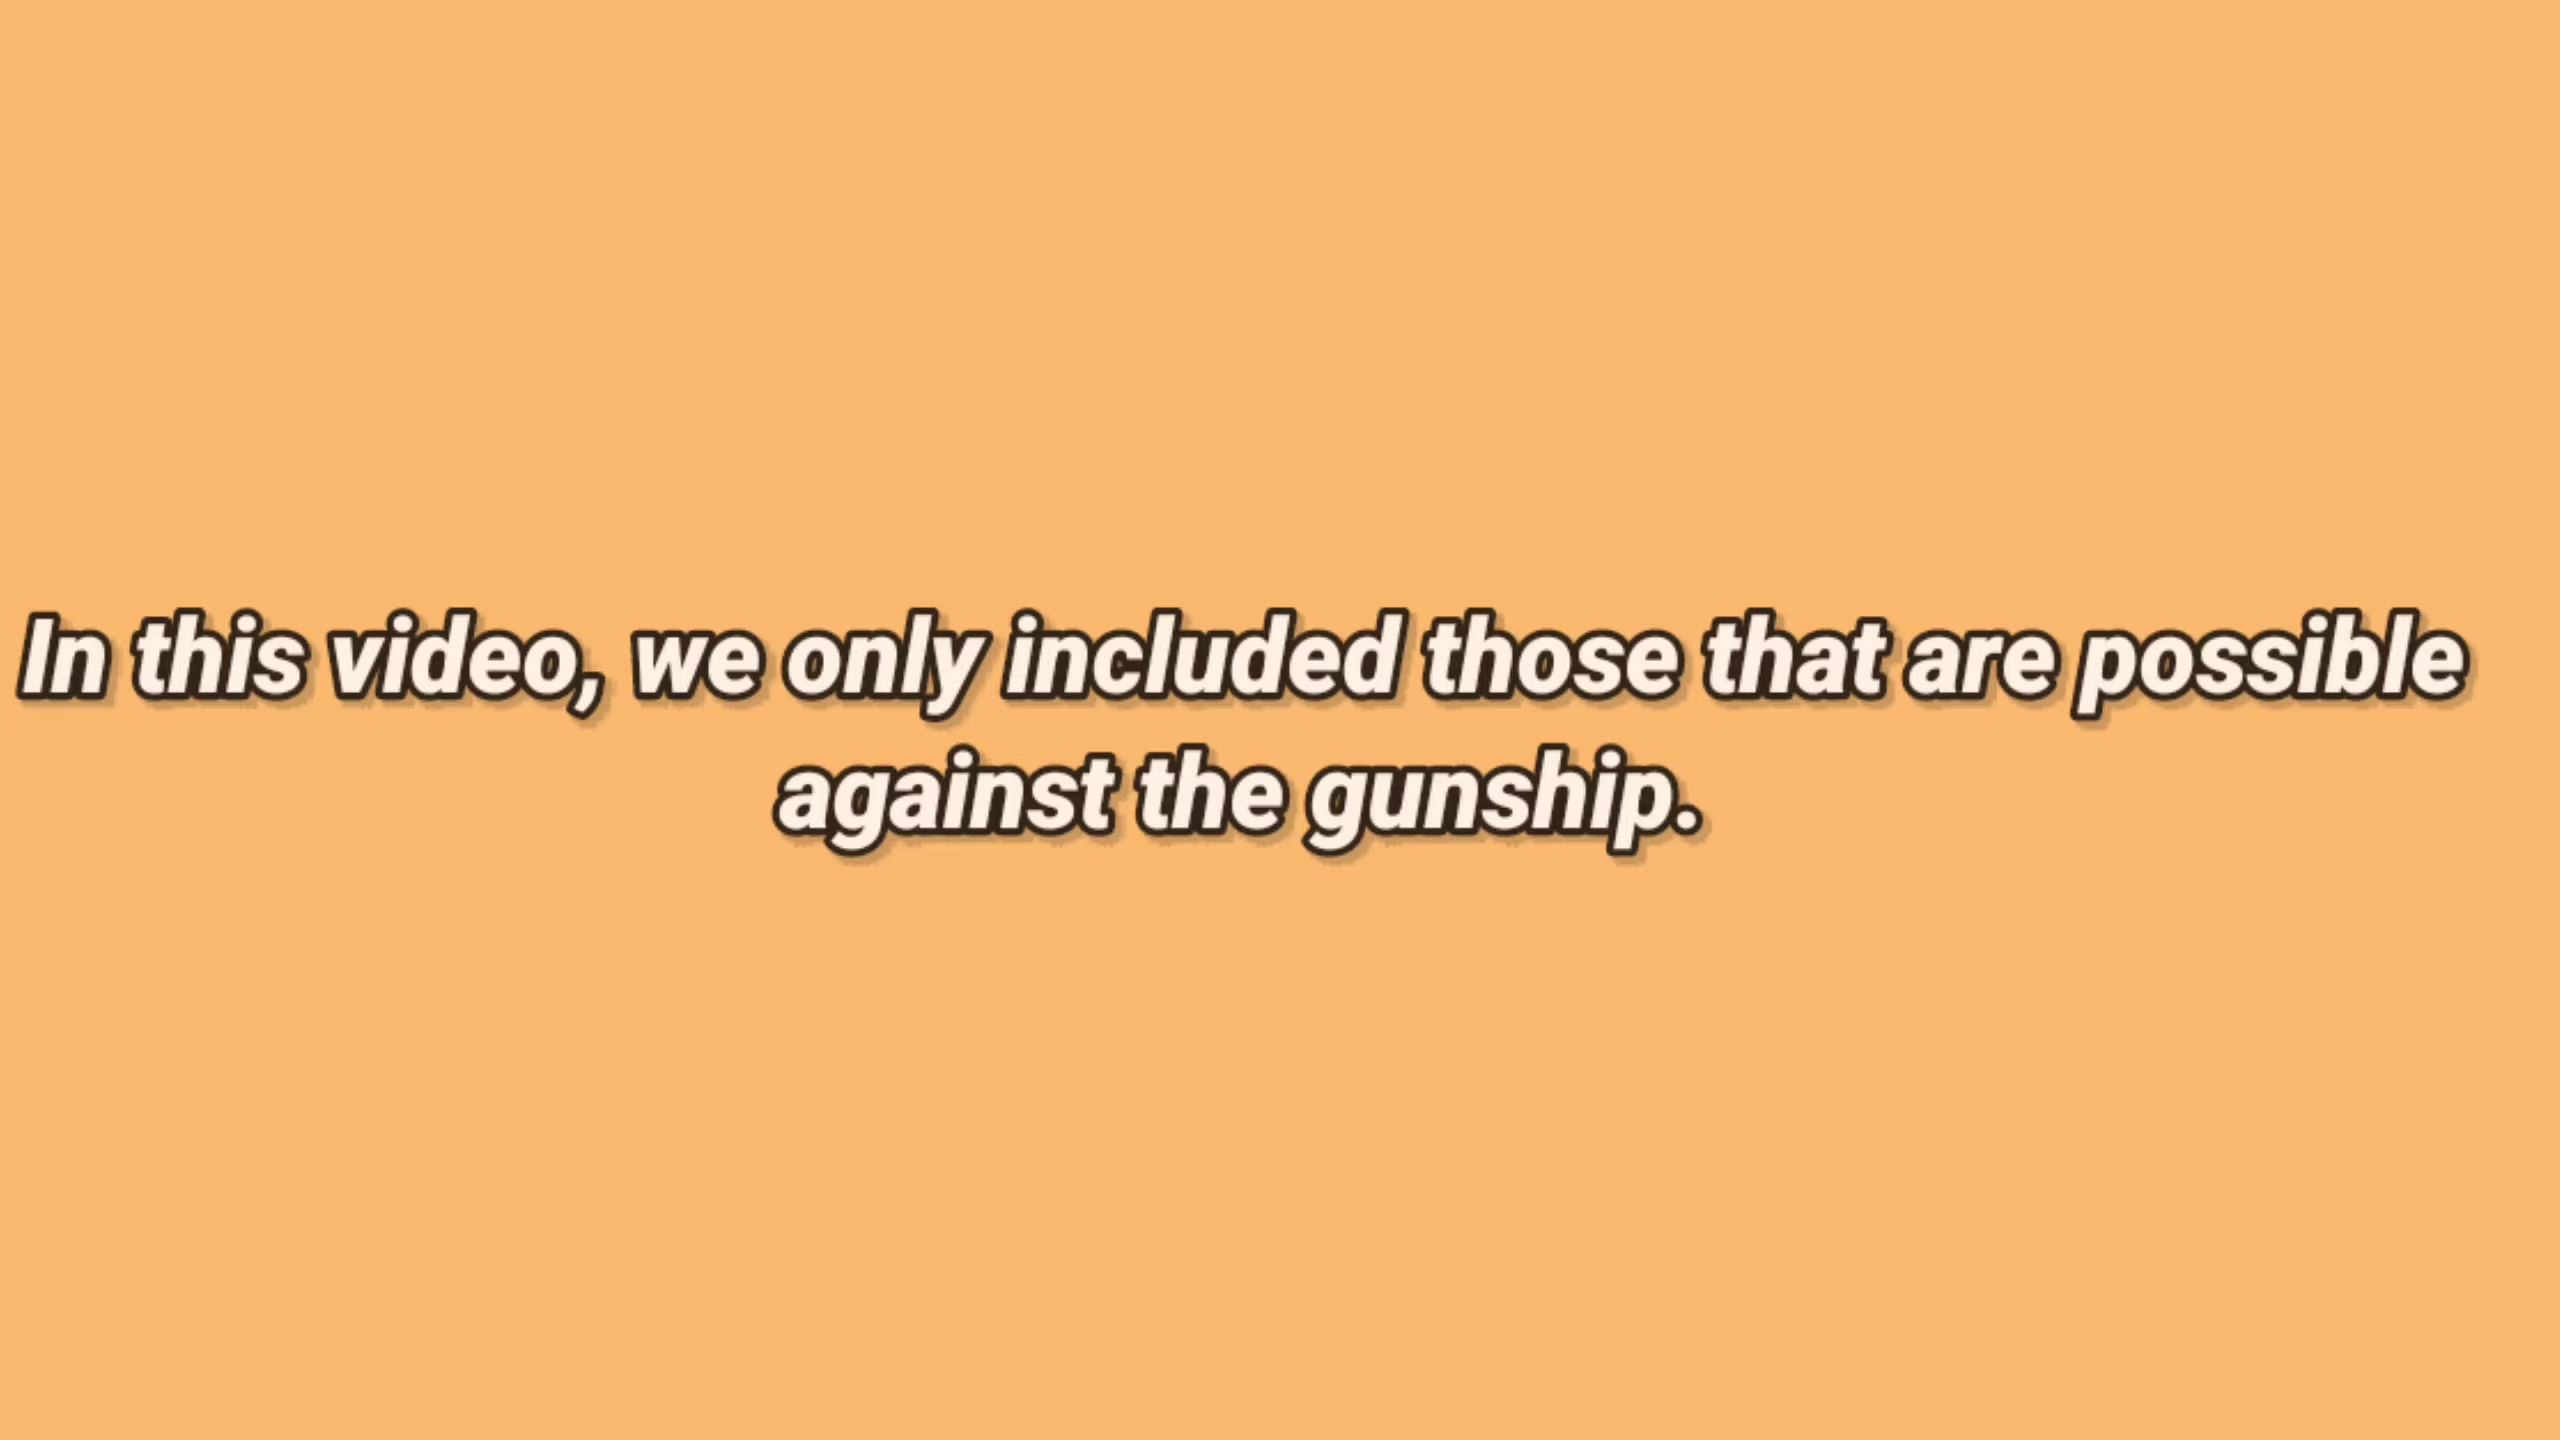 In this video, we only included those that are possible
against the gunship.